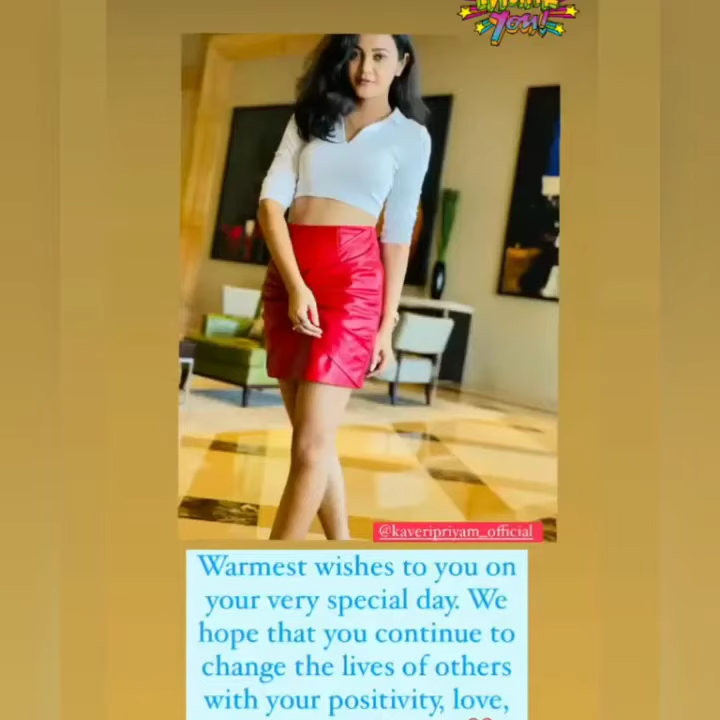 You!
@kaveripriyam_official
Warmest wishes to you on
your very special day. We
hope that you continue to
change the lives of others
with your positivity, love,